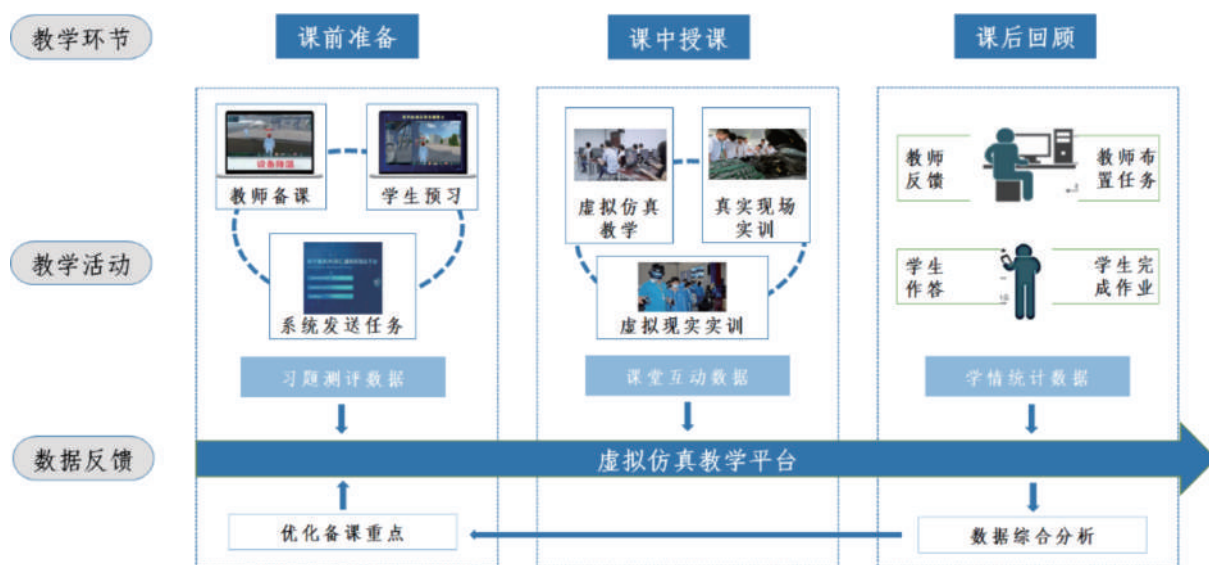 教学环节
课前准备
课中授课
课后回顾
教学活动
设备降温
教师备课
学生预习
系统发送任务
虚拟仿真
教学
真实现场
实训
虚拟现实实训
教师
反馈
教师布
置任务
学生
作答
学生完
成作业
习题测评数据
课堂互动数据
学情统计数据
数据反馈
虚拟仿真教学平台
优化备课重点
数据综合分析